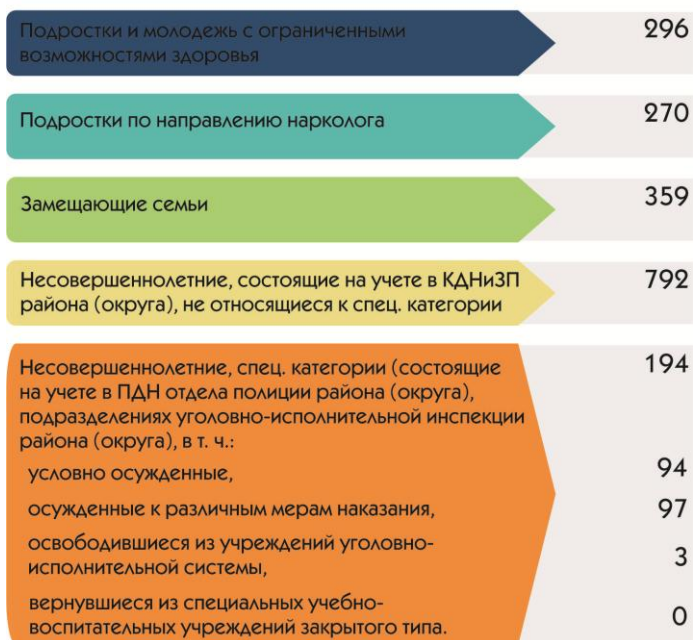 Подростки и молодежь с ограниченными 296
возможностями здоровья
Подростки по направлению нарколога 270
Замещающие семьи 359
Несовершеннолетние, состоящие на учете в КДНиЗП 792
района (округа), не относящиеся к спец. категории
Несовершеннолетние, спец. категории (состоящие 194
на учете в ПДН отдела полиции района (округа),
подразделениях уголовно-исполнительной инспекции
района (округа), в т. ч.:
условно осужденные, 94
осужденные к различным мерам наказания, 97
освободившиеся из учреждений уголовно- 3
исполнительной системы,
вернувшиеся из специальных учебно- 0
воспитательных учреждений закрытого типа.